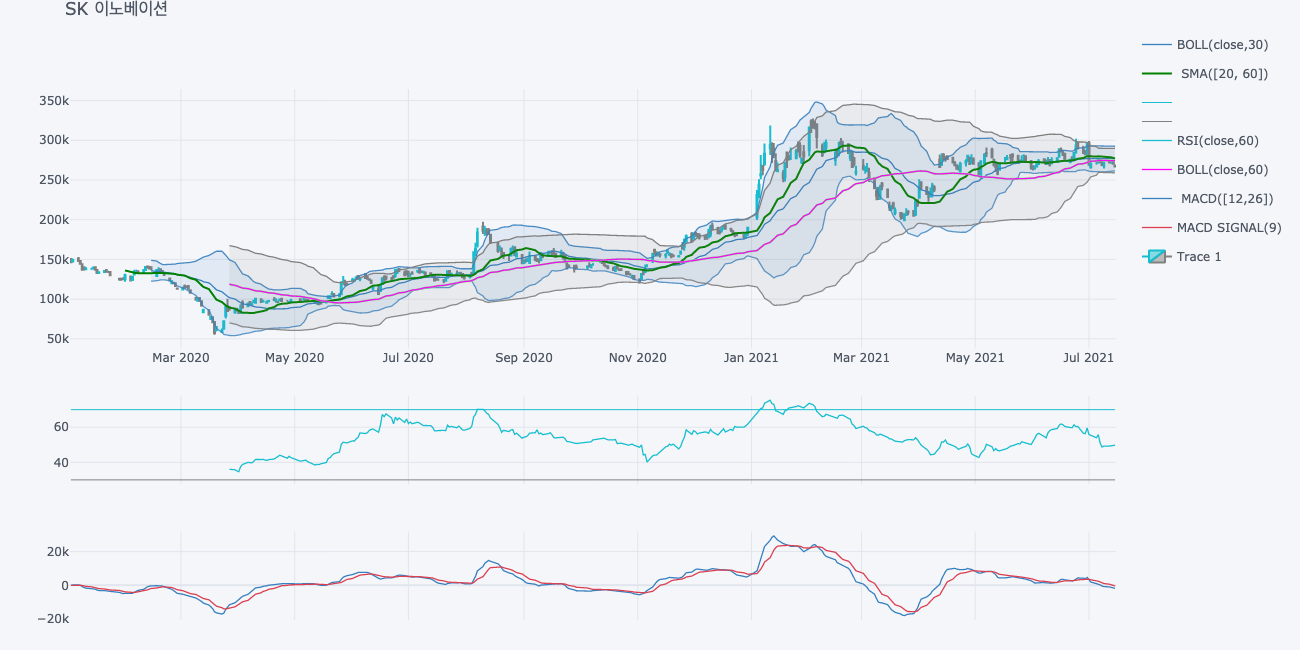 SK 이노베이션
BOLL(close,30)
SMA([20, 60])
RSI(close,60)
BOLL(close,60)
MACD([12,26])
MACD SIGNAL(9)
Trace 1
350k
300k
250k
200k
150k
100k
50k
Mar 2020 May 2020 Jul 2020 Sep 2020 Nov 2020 Jan 2021 Mar 2021 May 2021 Jul 2021
60
40
20k
0
−20k